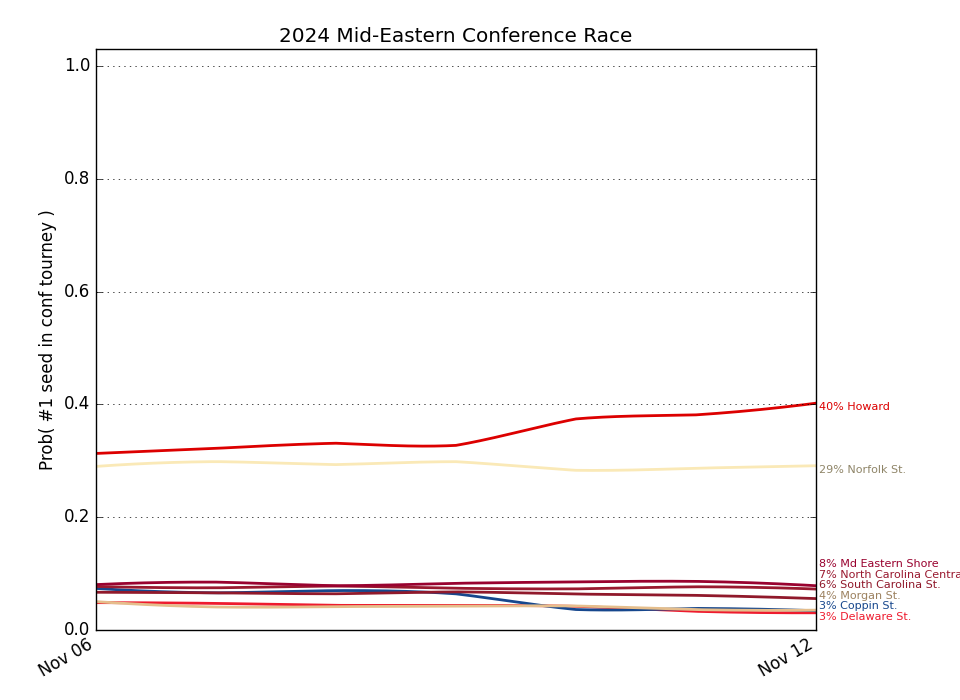 2024 Mid-Eastern Conference Race
Prob( #1 seed in conf tourney )
1.0
0.8
0.6
0.4
0.2
0.0
Nov 06
Nov 12
40% Howard
29% Norfolk St.
8% Md Eastern Shore
7% North Carolina Centra
6% South Carolina St.
4% Morgan St.
3% Coppin St.
3% Delaware St.